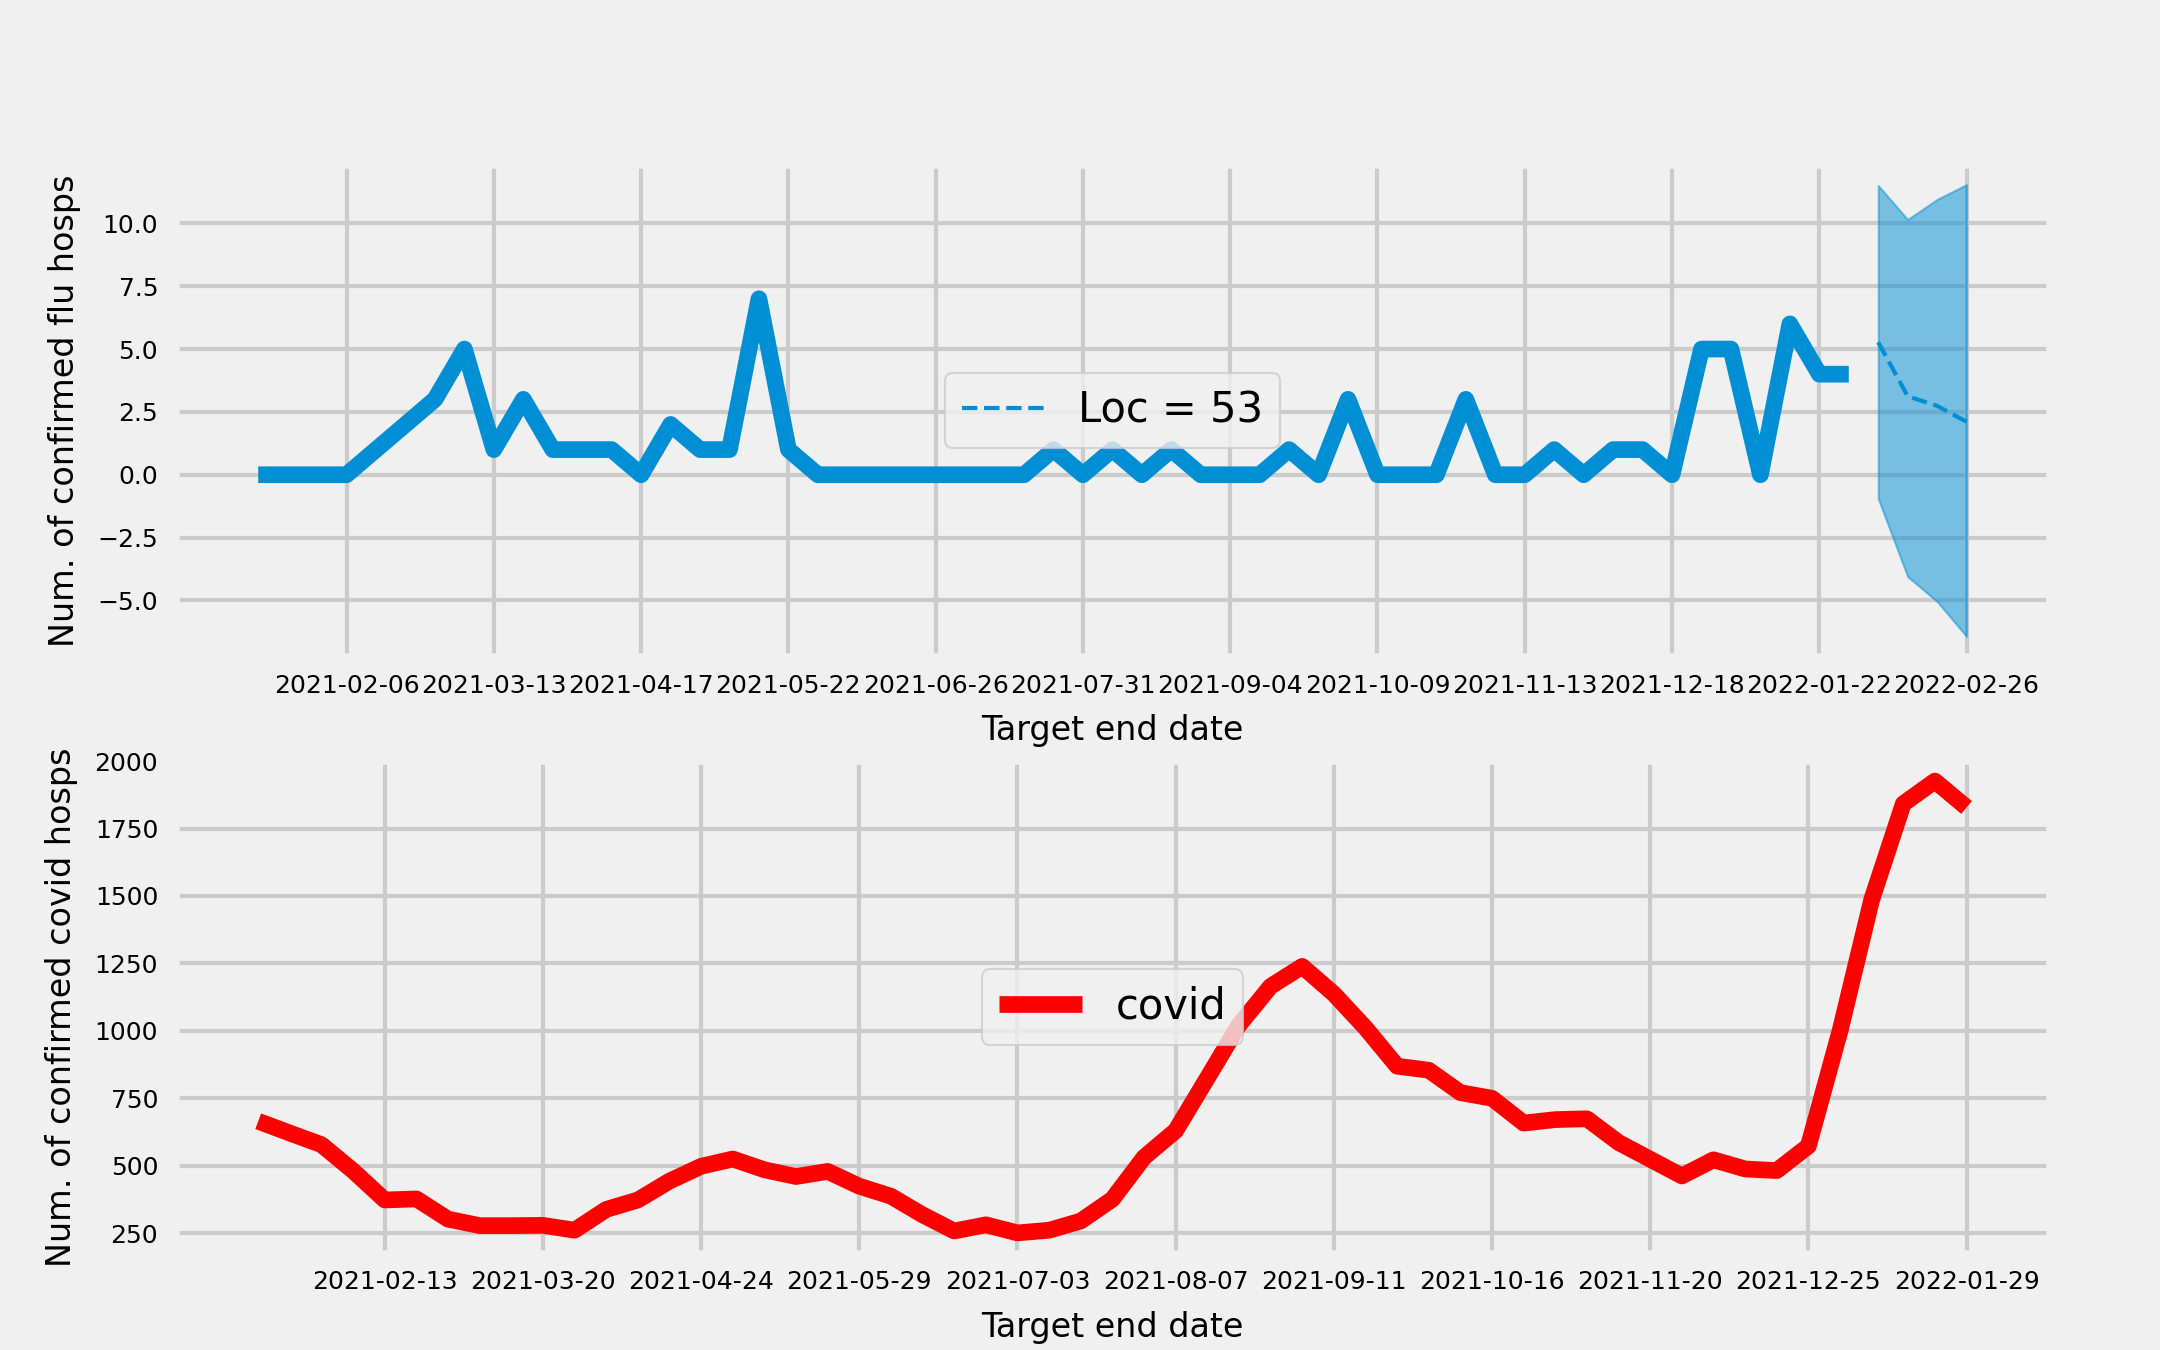 Num. of confirmed flu hosps
10.0
7.5
5.0
2.5
0.0
−2.5
−5.0
Loc = 53
2021-02-06 2021-03-13 2021-04-17 2021-05-22 2021-06-26 2021-07-31 2021-09-04 2021-10-09 2021-11-13 2021-12-18 2022-01-22 2022-02-26
Target end date
Num. of confirmed covid hosps
2000
1750
1500
1250
1000
750
500
250
covid
2021-02-13 2021-03-20 2021-04-24 2021-05-29 2021-07-03 2021-08-07 2021-09-11 2021-10-16 2021-11-20 2021-12-25 2022-01-29
Target end date